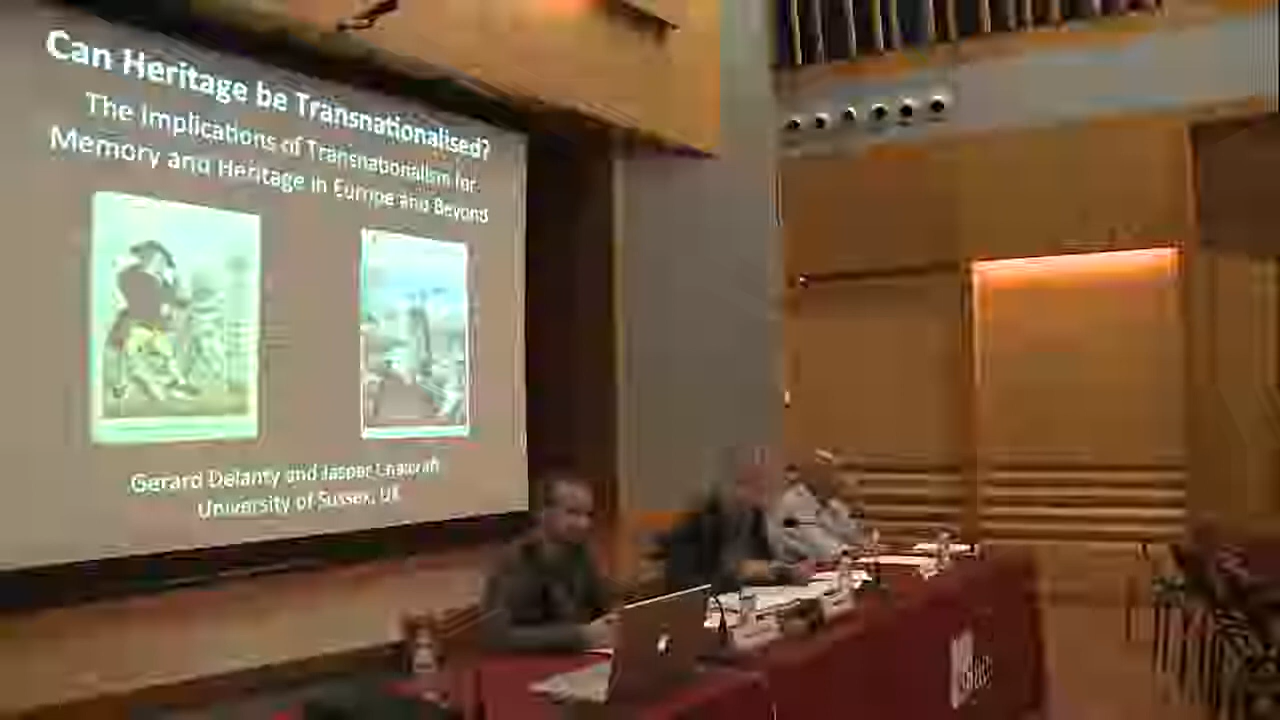 Can Heritage be Transnationalised?
The Implications of Transnationalism for
Memory and Heritage in Europe and Beyond
Gerard Delanty and Jasper
University of Sussex, UK